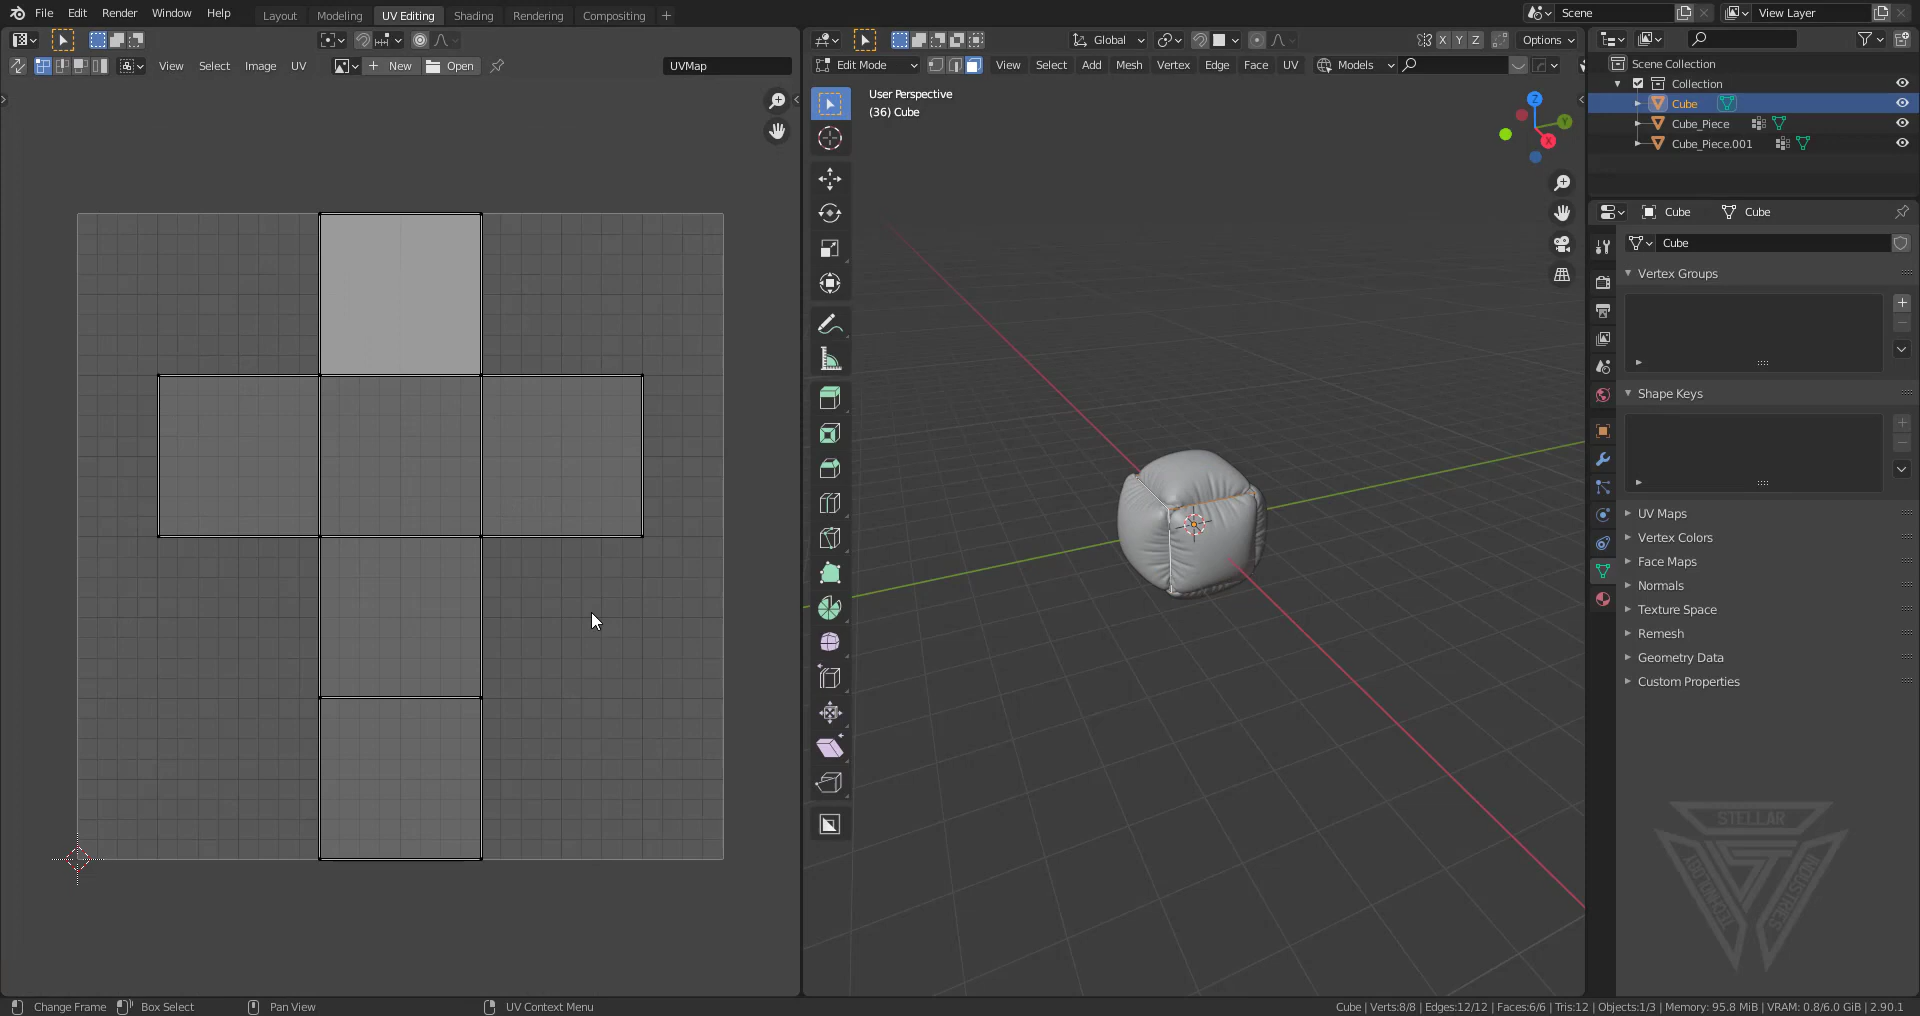 File Edit Render Window Help Layout Modeling UV Editing Shading Rendering Compositing + Scene View Layer
Global X Y Z Options
View Select Image UV New Open UVMap Edit Mode View Select Add Mesh Vertex Edge Face UV Models
User Perspective
(36) Cube
Z
Y
X
Scene Collection
Collection
Cube
Cube_Piece
Cube_Piece.001
Cube Cube
Cube
Vertex Groups
Shape Keys
UV Maps
Vertex Colors
Face Maps
Normals
Texture Space
Remesh
Geometry Data
Custom Properties
STELLAR
TECHNOLOGY
INDUSTRIES
Change Frame Box Select Pan View UV Context Menu Cube | Verts:8/8 | Edges:12/12 | Faces:6/6 | Tris:12 | Objects:1/3 | Memory: 95.8 MiB | VRAM: 0.8/6.0 GiB | 2.90.1